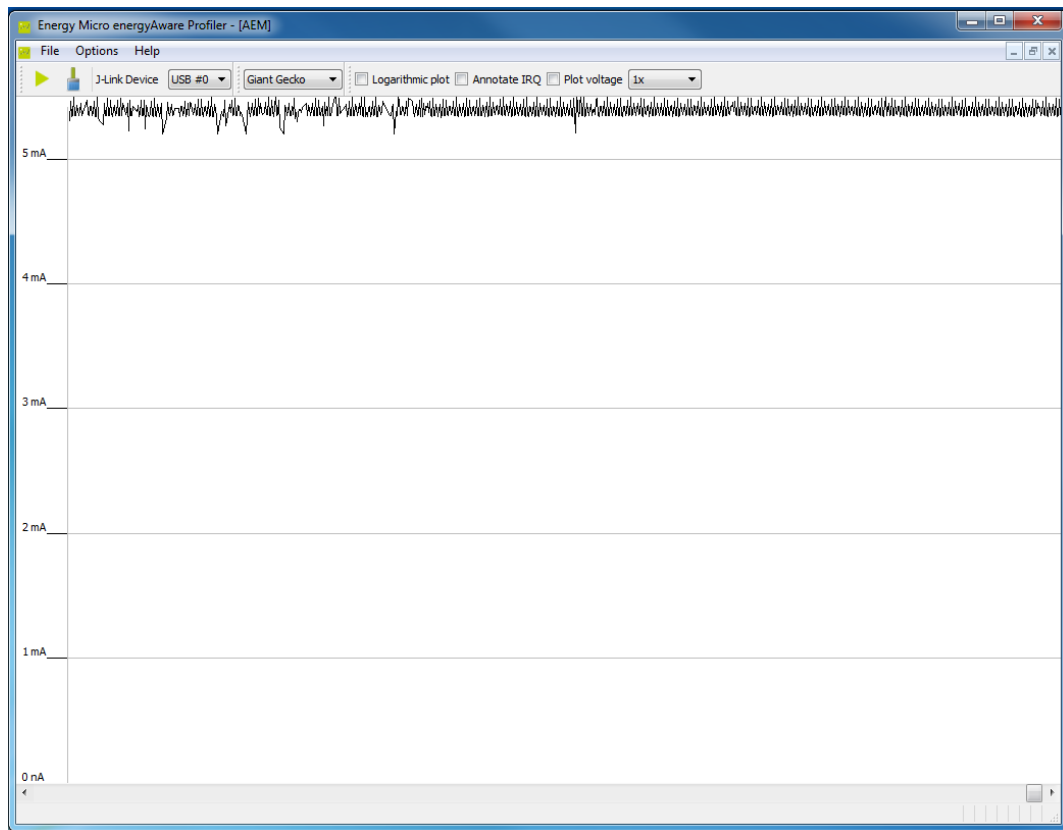 Energy Micro energyAware Profiler - [AEM]
File Options Help
J-Link Device USB #0 Giant Gecko Logarithmic plot Annotate IRQ Plot voltage 1x
5 mA
4 mA
3 mA
2 mA
1 mA
0 nA